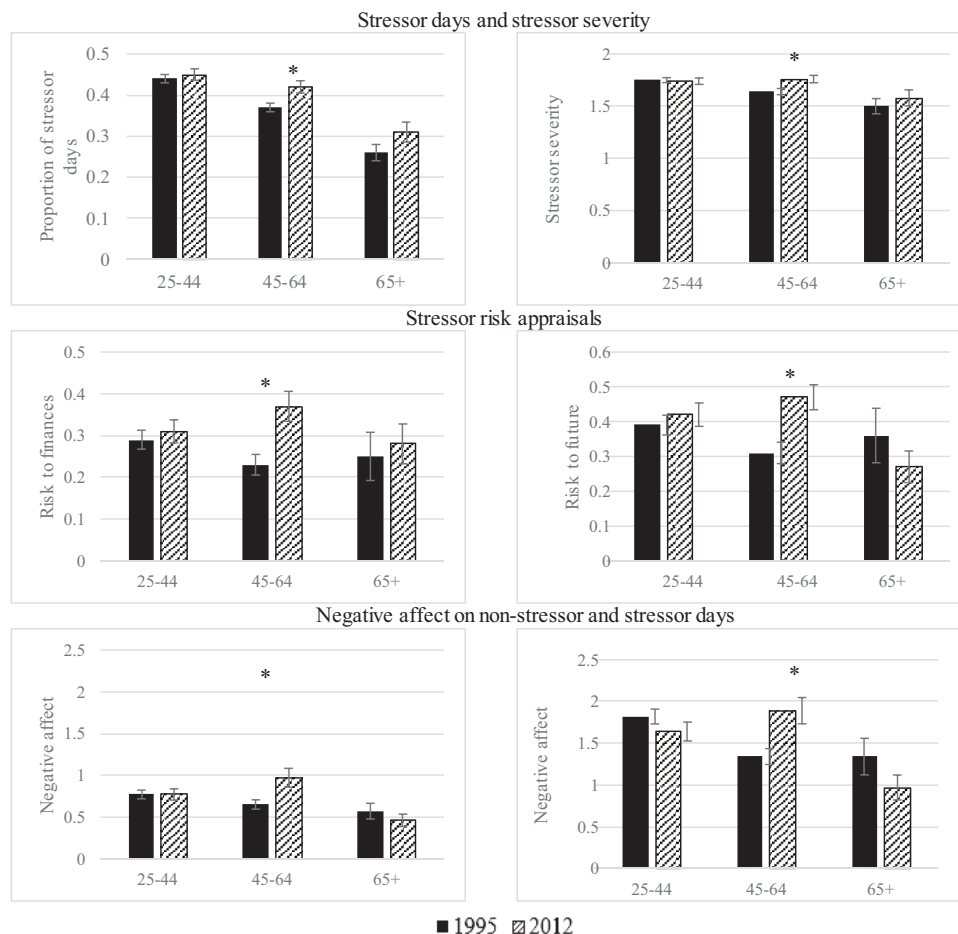 Stressor days and stressor severity
Proportion of stressor
days
0.5
0.4
0.3
0.2
0.1
0
*
25-44 45-64 65+
Stressor severity
2
1.5
1
0.5
0
*
25-44 45-64 65+
Stressor risk appraisals
Risk to finances
0.5
0.4
0.3
0.2
0.1
0
*
25-44 45-64 65+
Risk to future
0.6
0.5
0.4
0.3
0.2
0.1
0
*
25-44 45-64 65+
Negative affect on non-stressor and stressor days
Negative affect
2.5
2
1.5
1
0.5
0
*
25-44 45-64 65+
Negative affect
2.5
2
1.5
1
0.5
0
*
25-44 45-64 65+
1995 2012